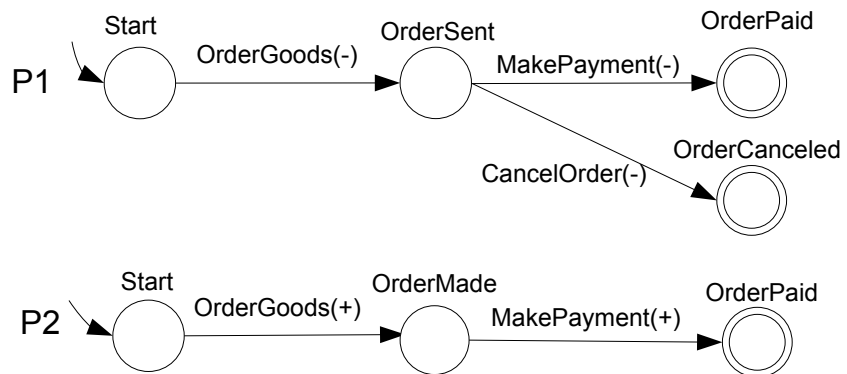 Start
OrderSent
OrderPaid
P1
OrderGoods(-)
MakePayment(-)
OrderCanceled
CancelOrder(-)
Start
OrderMade
OrderPaid
P2
OrderGoods(+)
MakePayment(+)